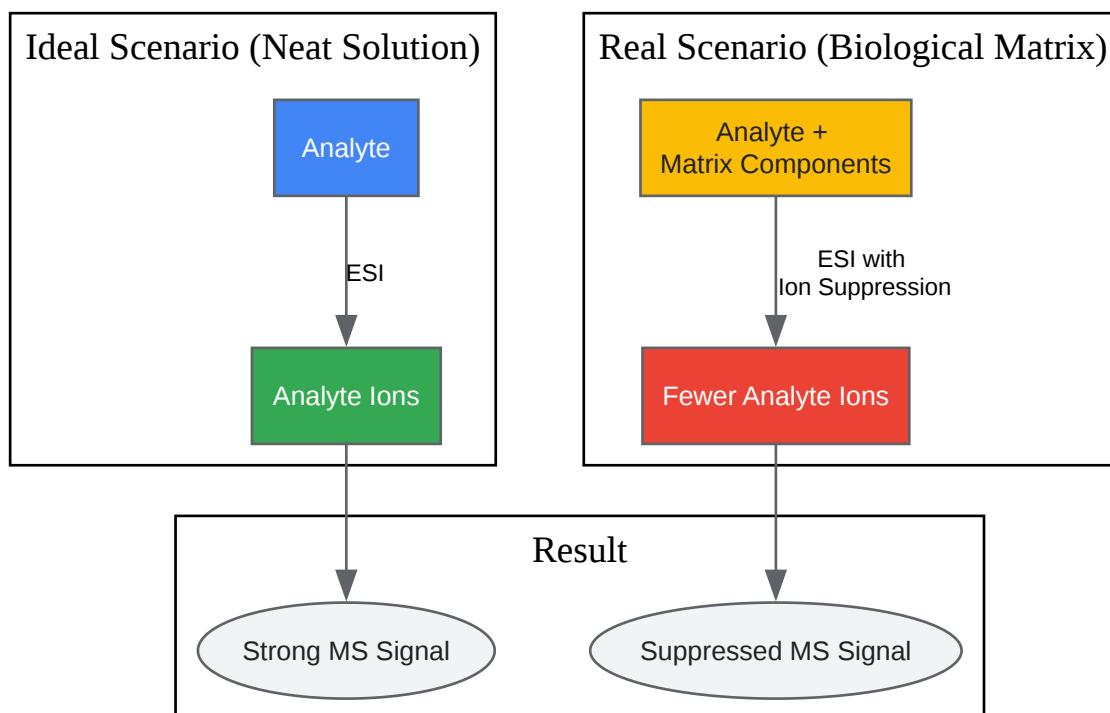 Ideal Scenario (Neat Solution)
Analyte
ESI
Analyte Ions
Real Scenario (Biological Matrix)
Analyte +
Matrix Components
ESI with
Ion Suppression
Fewer Analyte Ions
Result
Strong MS Signal
Suppressed MS Signal